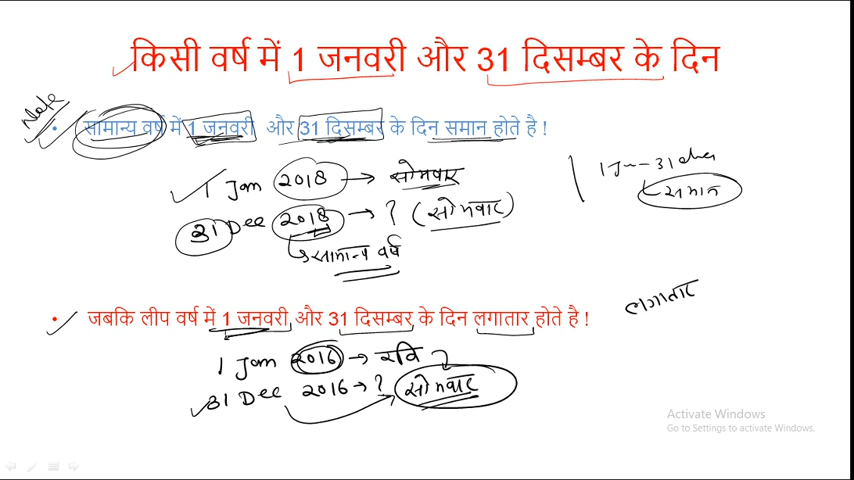 किसी वर्ष में 1 जनवरी और 31 दिसम्बर के दिन
Note
• सामान्य वर्ष में 1 जनवरी और 31 दिसम्बर के दिन समान होते है !
1 Jan 2018 → सोमवार
1 Jan - 31 dec
समान
31 Dec 2018 → ? (सोमवार)
सामान्य वर्ष
लगातार
• जबकि लीप वर्ष में 1 जनवरी और 31 दिसम्बर के दिन लगातार होते है !
1 Jan 2016 → रवि
31 Dec 2016 → ? सोमवार
Activate Windows
Go to Settings to activate Windows.